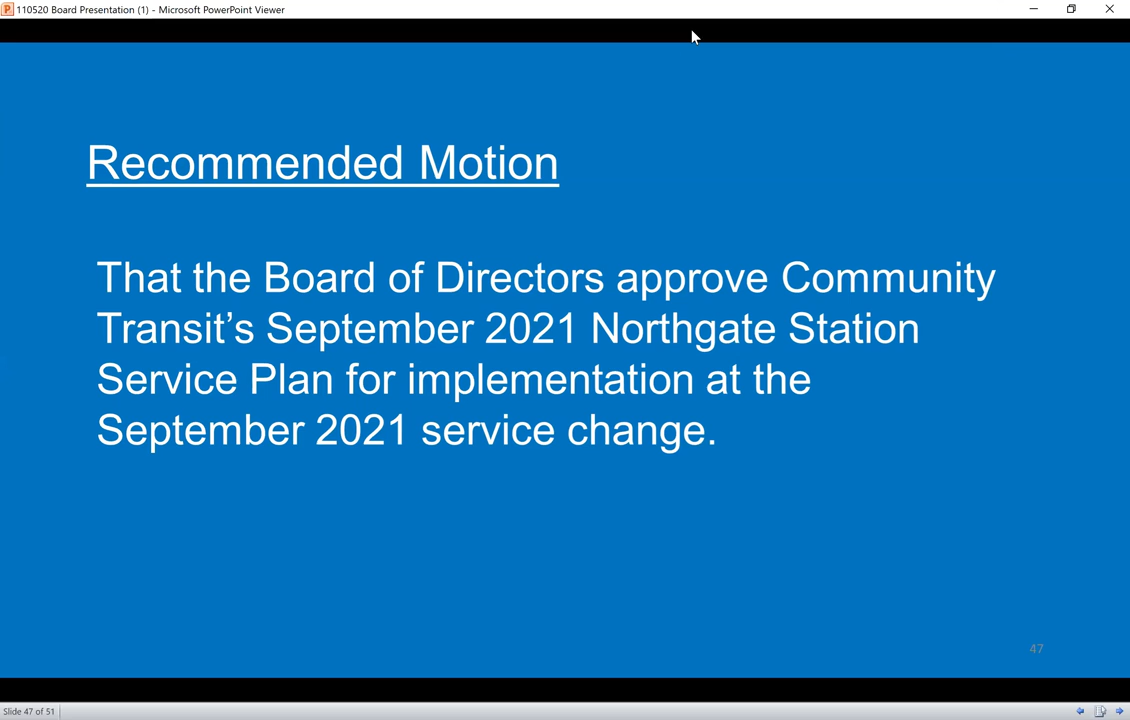 110520 Board Presentation (1) - Microsoft PowerPoint Viewer
Recommended Motion
That the Board of Directors approve Community
Transit’s September 2021 Northgate Station
Service Plan for implementation at the
September 2021 service change.
47
Slide 47 of 51